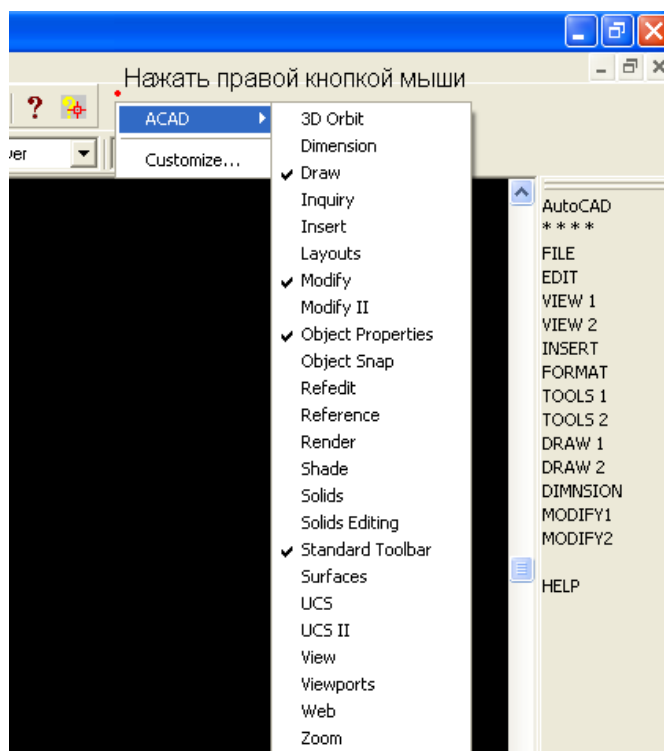 Нажать правой кнопкой мыши
?
ver
ACAD
Customize...
3D Orbit
Dimension
Draw
Inquiry
Insert
Layouts
Modify
Modify II
Object Properties
Object Snap
Refedit
Reference
Render
Shade
Solids
Solids Editing
Standard Toolbar
Surfaces
UCS
UCS II
View
Viewports
Web
Zoom
AutoCAD
* * * *
FILE
EDIT
VIEW 1
VIEW 2
INSERT
FORMAT
TOOLS 1
TOOLS 2
DRAW 1
DRAW 2
DIMNSION
MODIFY1
MODIFY2
HELP